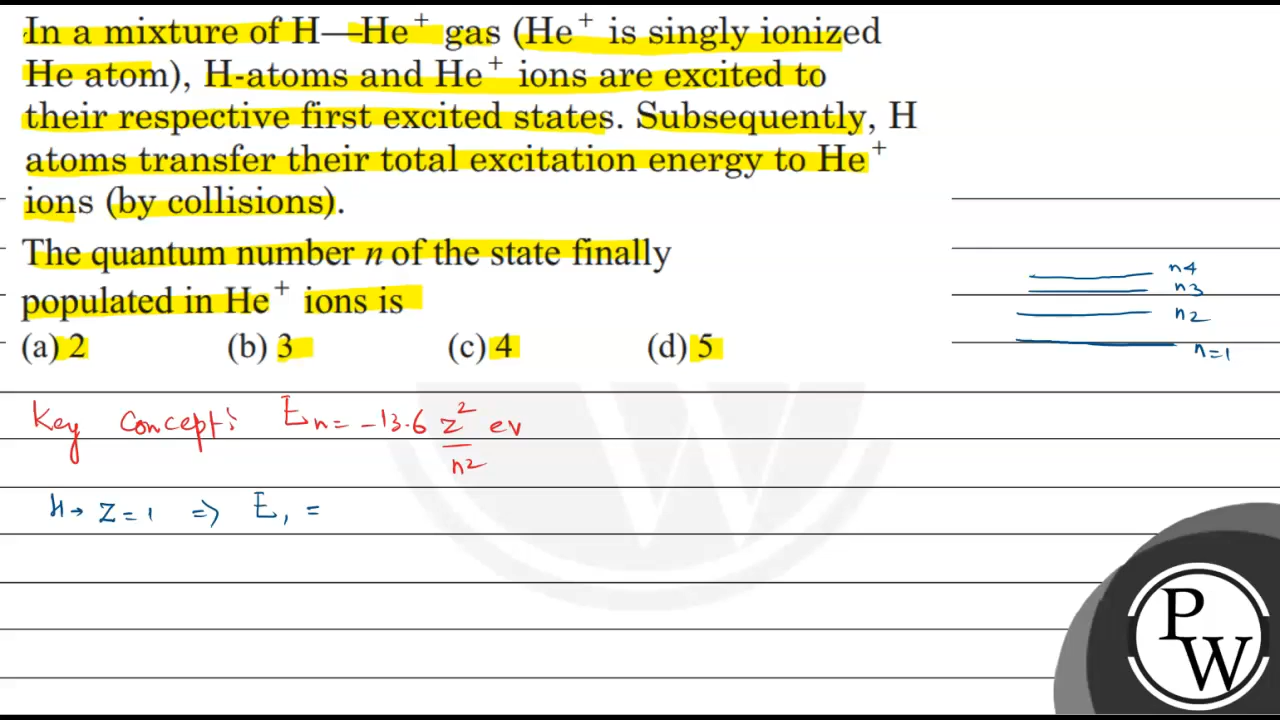 In a mixture of H—He⁺ gas (He⁺ is singly ionized
He atom), H-atoms and He⁺ ions are excited to
their respective first excited states. Subsequently, H
atoms transfer their total excitation energy to He⁺
ions (by collisions).
The quantum number n of the state finally
populated in He⁺ ions is
(a) 2 (b) 3 (c) 4 (d) 5
n4
n3
n2
n=1
Key Concept: En = -13.6 z²/n² ev
H → Z=1 ⇒ E₁ =
PW